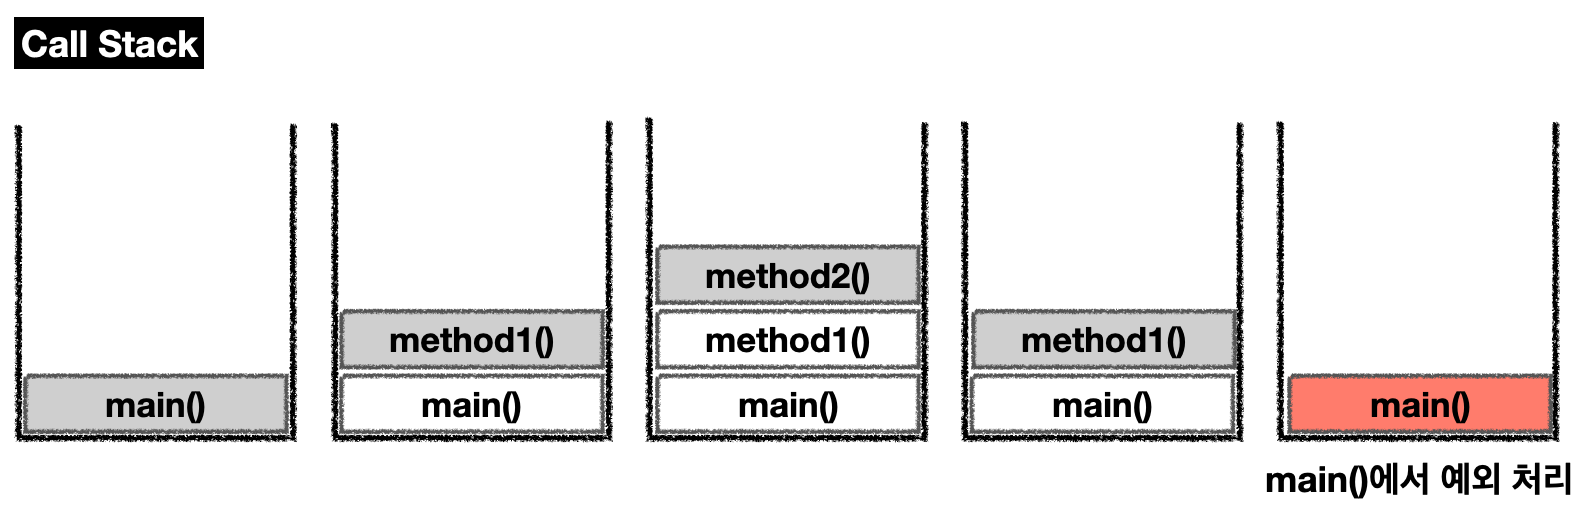 Call Stack
method2()
method1()
method1()
method1()
main()
main()
main()
main()
main()
main()에서 예외 처리